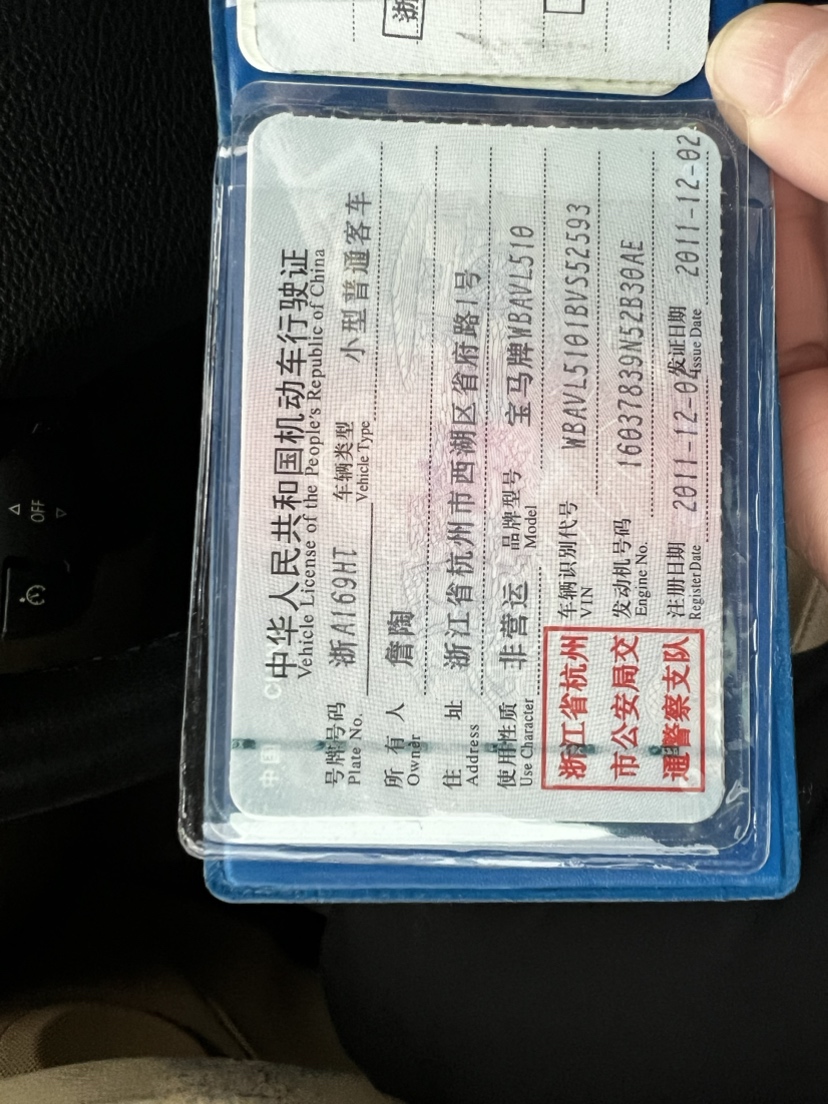 浙
中华人民共和国机动车行驶证
Vehicle License of the People's Republic of China
号牌号码 浙A169HT 车辆类型 小型普通客车
Plate No. Vehicle Type
所有人 詹陶
Owner
住址 浙江省杭州市西湖区省府路1号
Address
使用性质 非营运 品牌型号 宝马牌WBAVL510
Use Character Model
浙江省杭州 车辆识别代号 WBAVL5101BVS52593
VIN
市公安局交 发动机号码 16037839N52B30AE
Engine No.
通警察支队 注册日期 2011-12-02 发证日期 2011-12-02
Register Date Issue Date
OFF